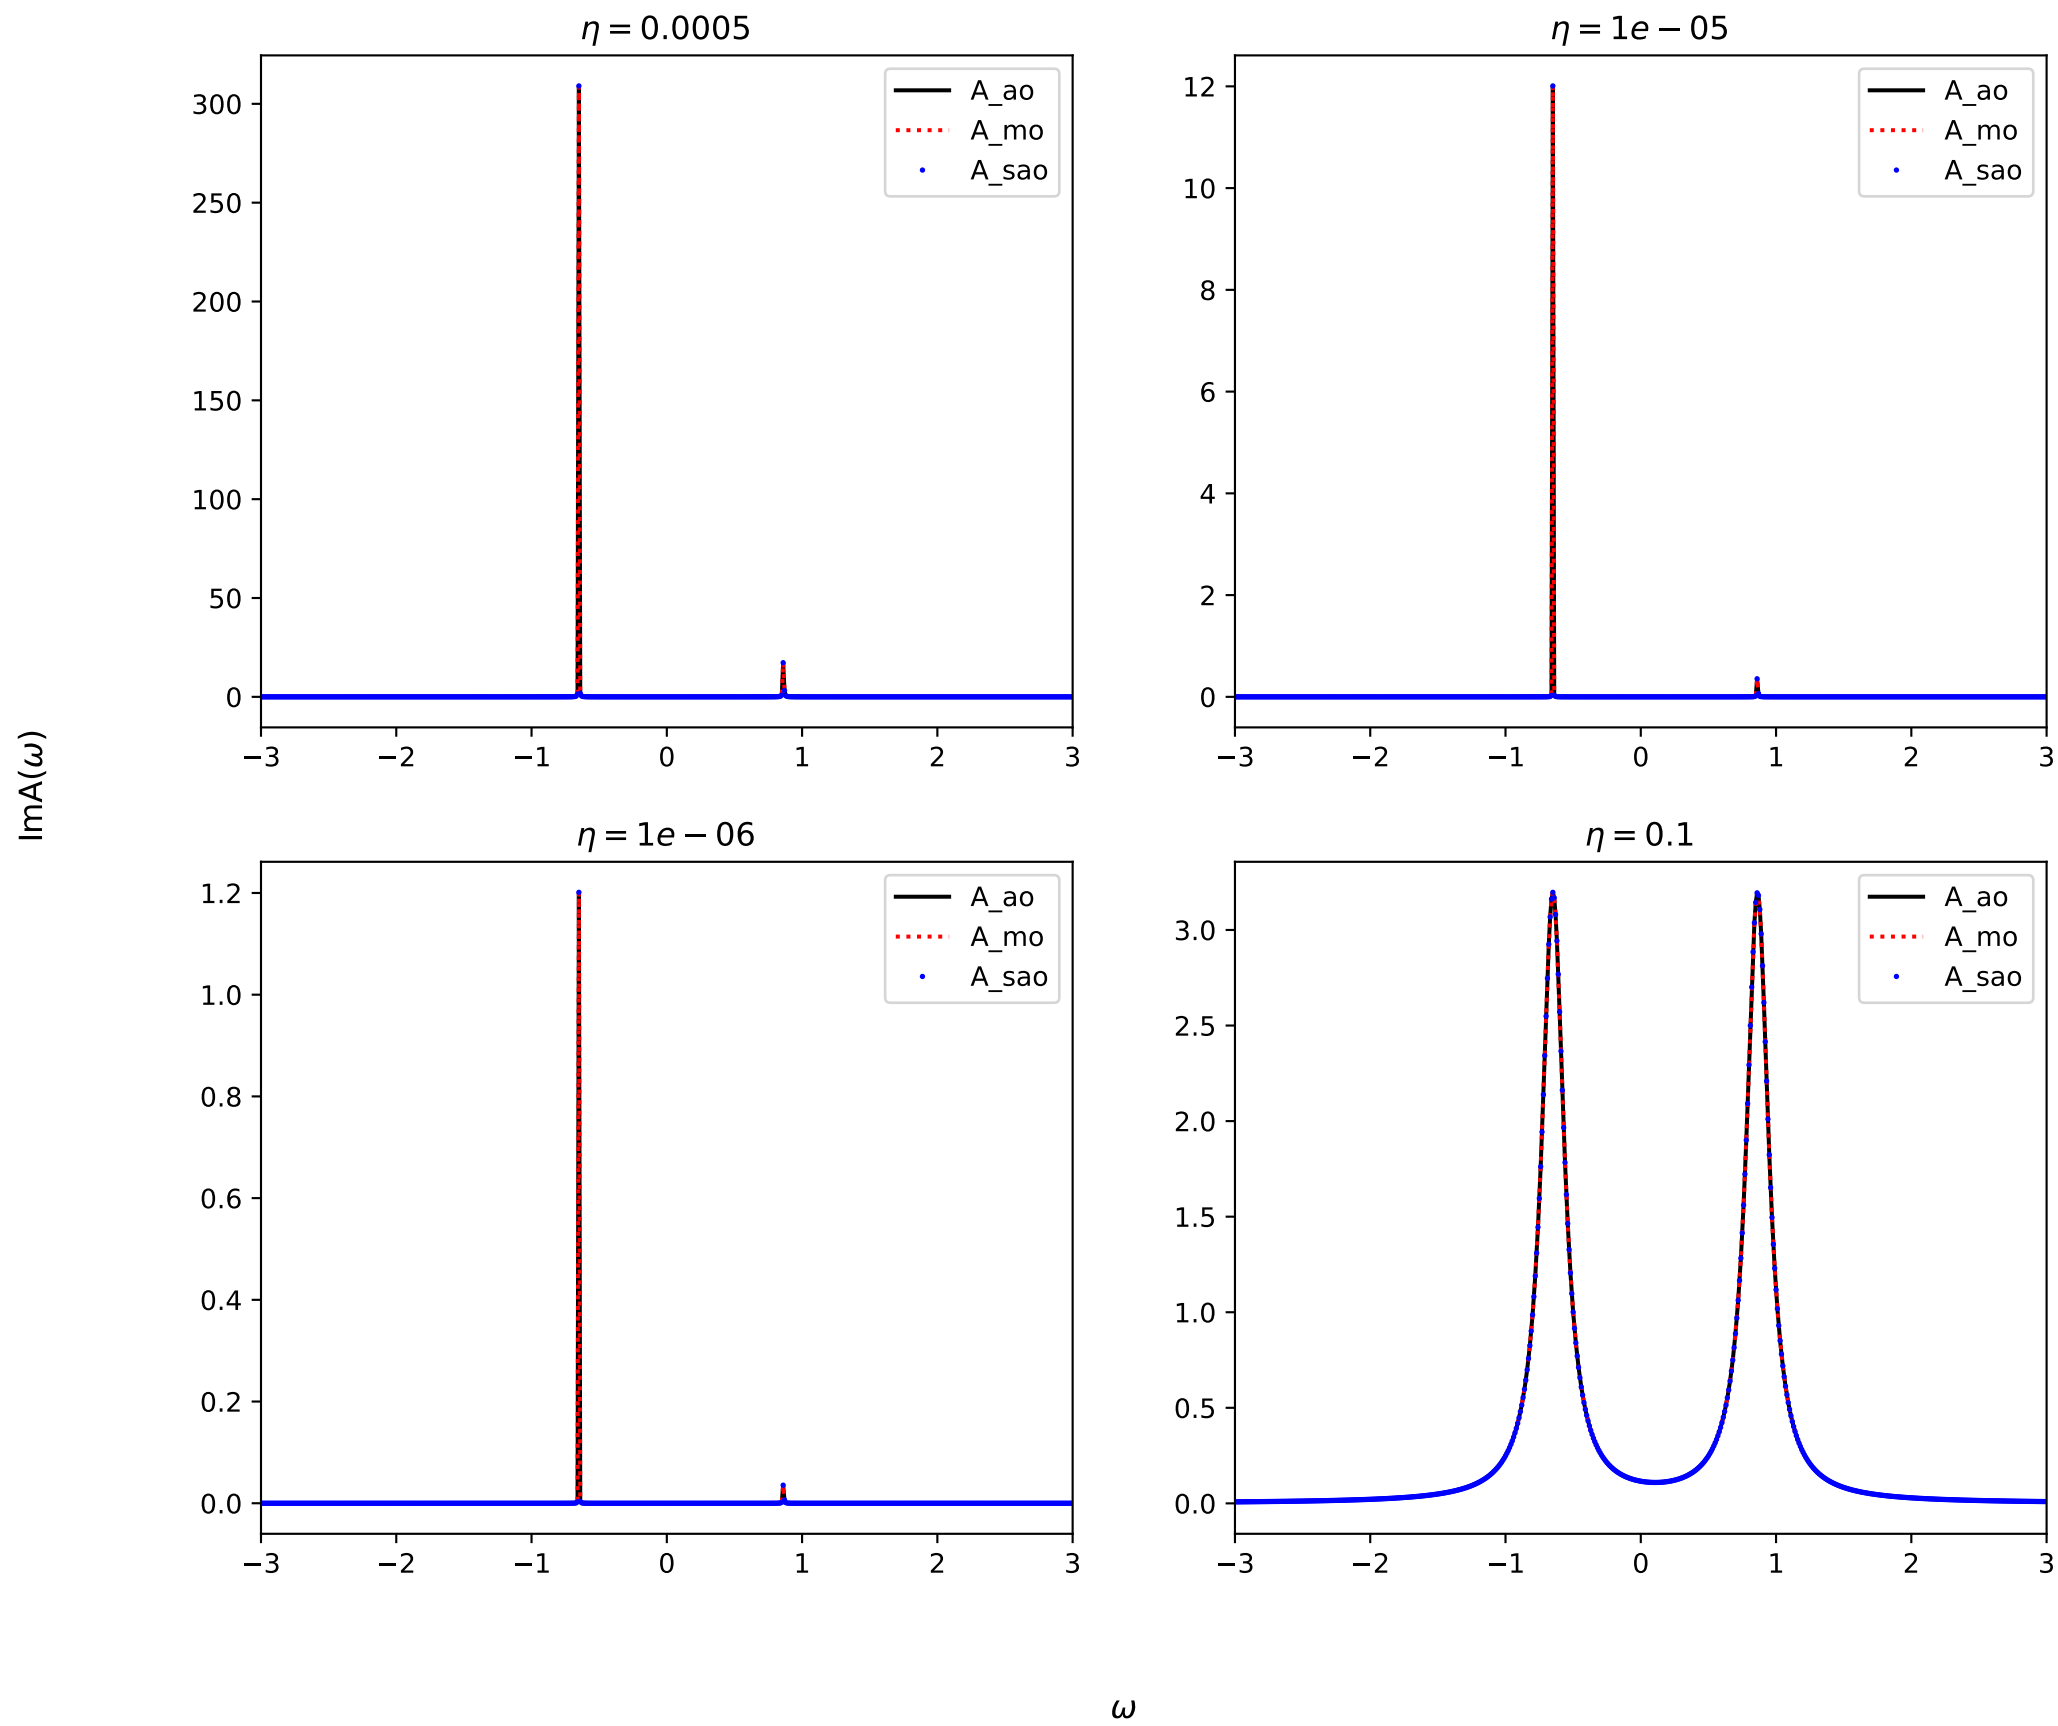 η = 0.0005
300
250
200
150
100
50
0
−3 −2 −1 0 1 2 3
A_ao
A_mo
A_sao
η = 1e − 05
12
10
8
6
4
2
0
−3 −2 −1 0 1 2 3
A_ao
A_mo
A_sao
ImA(ω)
η = 1e − 06
1.2
1.0
0.8
0.6
0.4
0.2
0.0
−3 −2 −1 0 1 2 3
A_ao
A_mo
A_sao
η = 0.1
3.0
2.5
2.0
1.5
1.0
0.5
0.0
−3 −2 −1 0 1 2 3
A_ao
A_mo
A_sao
ω